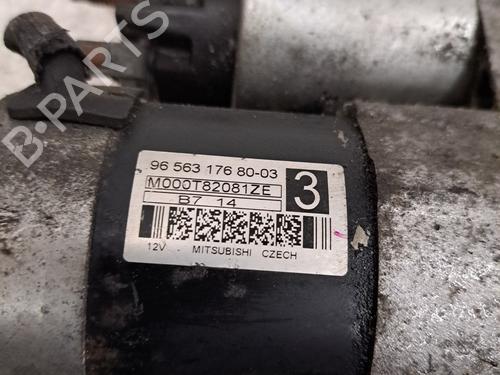 B-PARTS
96 563 176 80-03
M000T82081ZE
3
B7 14
12V MITSUBISHI CZECH